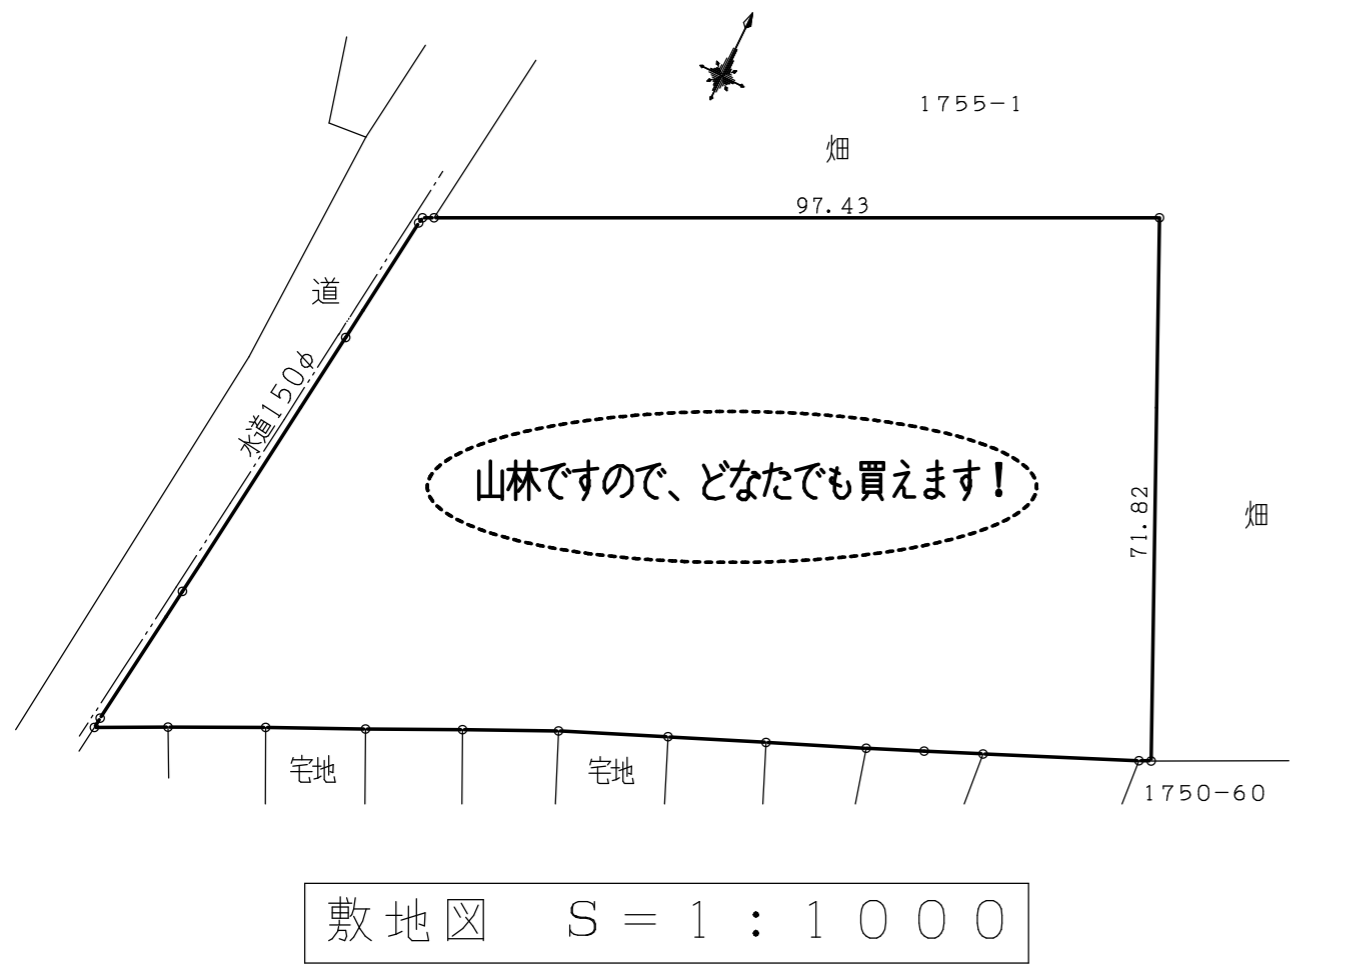 1755-1
畑
97.43
道
水道150φ
山林ですので、どなたでも買えます！
71.82
畑
宅地
宅地
1750-60
敷地図 S=1:1000